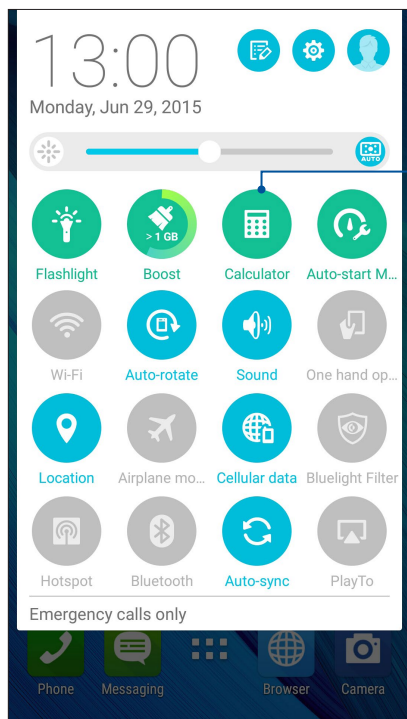 13:00
Monday, Jun 29, 2015
AUTO
> 1 GB
Flashlight Boost Calculator Auto-start M...
Wi-Fi Auto-rotate Sound One hand op...
Location Airplane mo... Cellular data Bluelight Filter
Hotspot Bluetooth Auto-sync PlayTo
Emergency calls only
Phone Messaging Browser Camera